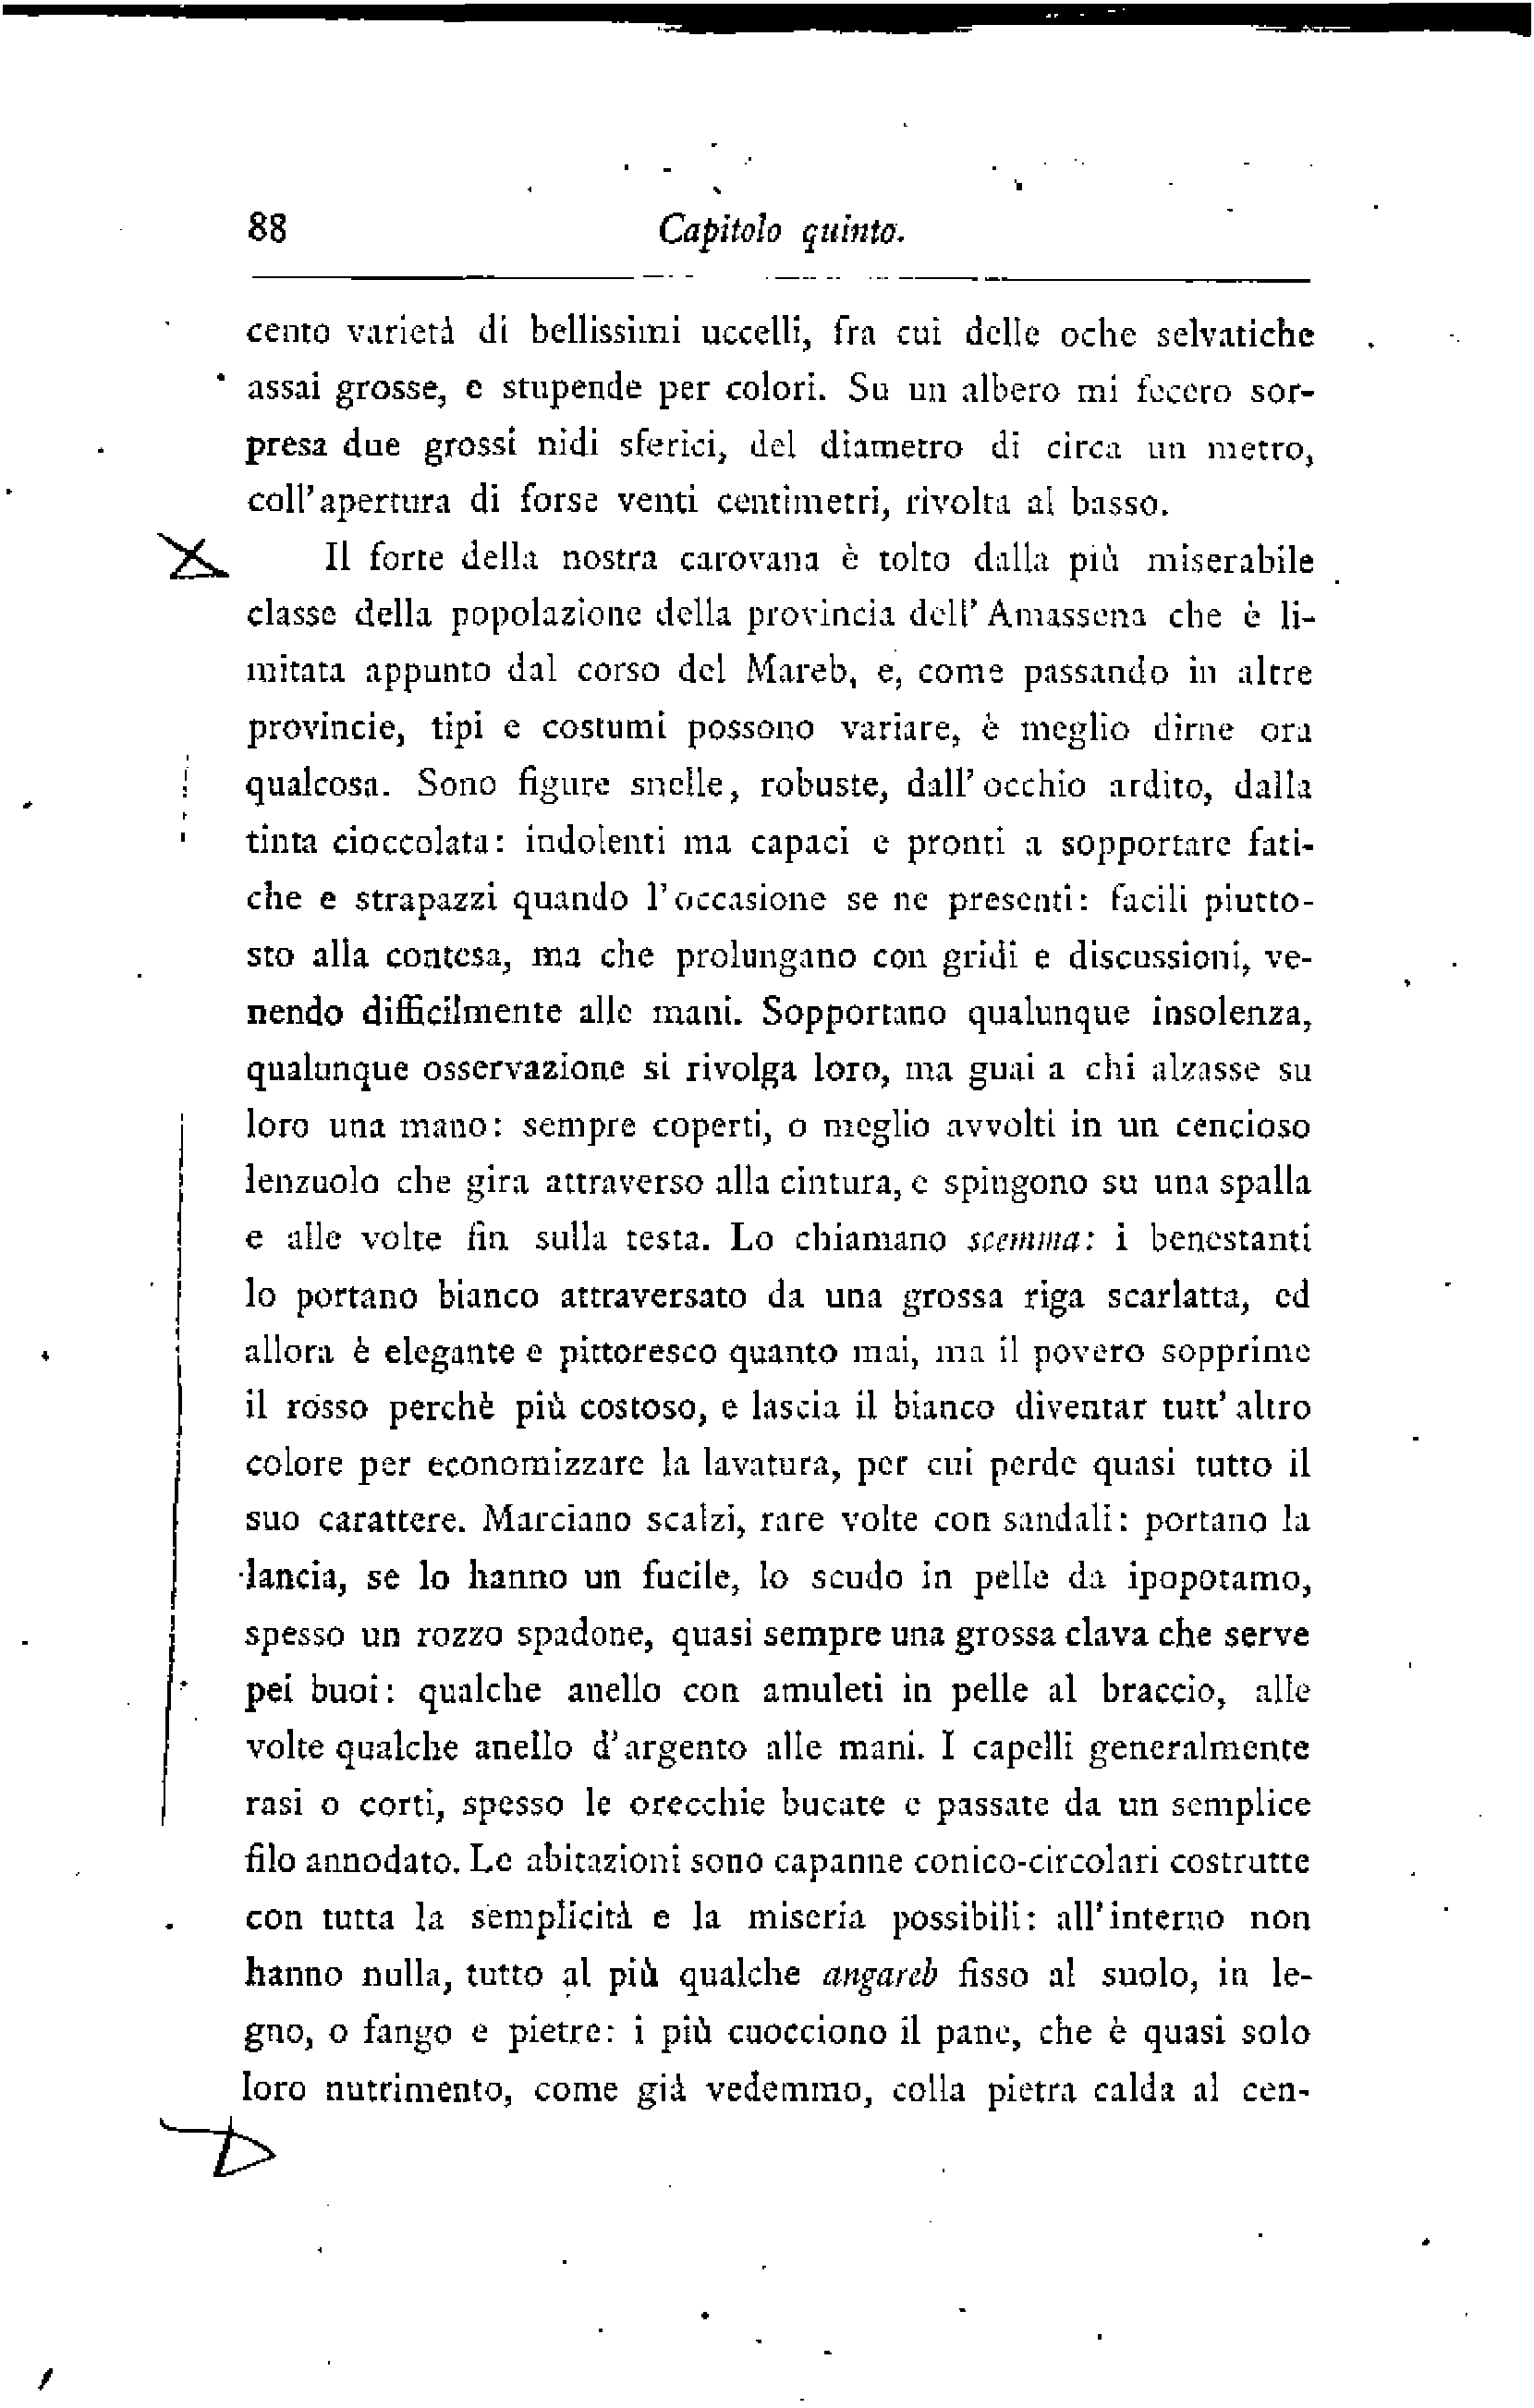 88
Capitolo quinto.
cento varietà di bellissimi uccelli, fra cui delle oche selvatiche
assai grosse, e stupende per colori. Su un albero mi fecero sor-
presa due grossi nidi sferici, del diametro di circa un metro,
coll'apertura di forse venti centimetri, rivolta al basso.
Il forte della nostra carovana è tolto dalla più miserabile
classe della popolazione della provincia dell'Amassena che è li-
mitata appunto dal corso del Mareb, e, come passando in altre
provincie, tipi e costumi possono variare, è meglio dirne ora
qualcosa. Sono figure snelle, robuste, dall'occhio ardito, dalla
tinta cioccolata: indolenti ma capaci e pronti a sopportare fati-
che e strapazzi quando l'occasione se ne presenti: facili piutto-
sto alla contesa, ma che prolungano con gridi e discussioni, ve-
nendo difficilmente alle mani. Sopportano qualunque insolenza,
qualunque osservazione si rivolga loro, ma guai a chi alzasse su
loro una mano: sempre coperti, o meglio avvolti in un cencioso
lenzuolo che gira attraverso alla cintura, e spingono su una spalla
e alle volte fin sulla testa. Lo chiamano scemma: i benestanti
lo portano bianco attraversato da una grossa riga scarlatta, ed
allora è elegante e pittoresco quanto mai, ma il povero sopprime
il rosso perchè più costoso, e lascia il bianco diventar tutt'altro
colore per economizzare la lavatura, per cui perde quasi tutto il
suo carattere. Marciano scalzi, rare volte con sandali: portano la
lancia, se lo hanno un fucile, lo scudo in pelle da ipopotamo,
spesso un rozzo spadone, quasi sempre una grossa clava che serve
pei buoi: qualche anello con amuleti in pelle al braccio, alle
volte qualche anello d'argento alle mani. I capelli generalmente
rasi o corti, spesso le orecchie bucate e passate da un semplice
filo annodato. Le abitazioni sono capanne conico-circolari costrutte
con tutta la semplicità e la miseria possibili: all'interno non
hanno nulla, tutto al più qualche angareb fisso al suolo, in le-
gno, o fango e pietre: i più cuocciono il pane, che è quasi solo
loro nutrimento, come già vedemmo, colla pietra calda al cen-